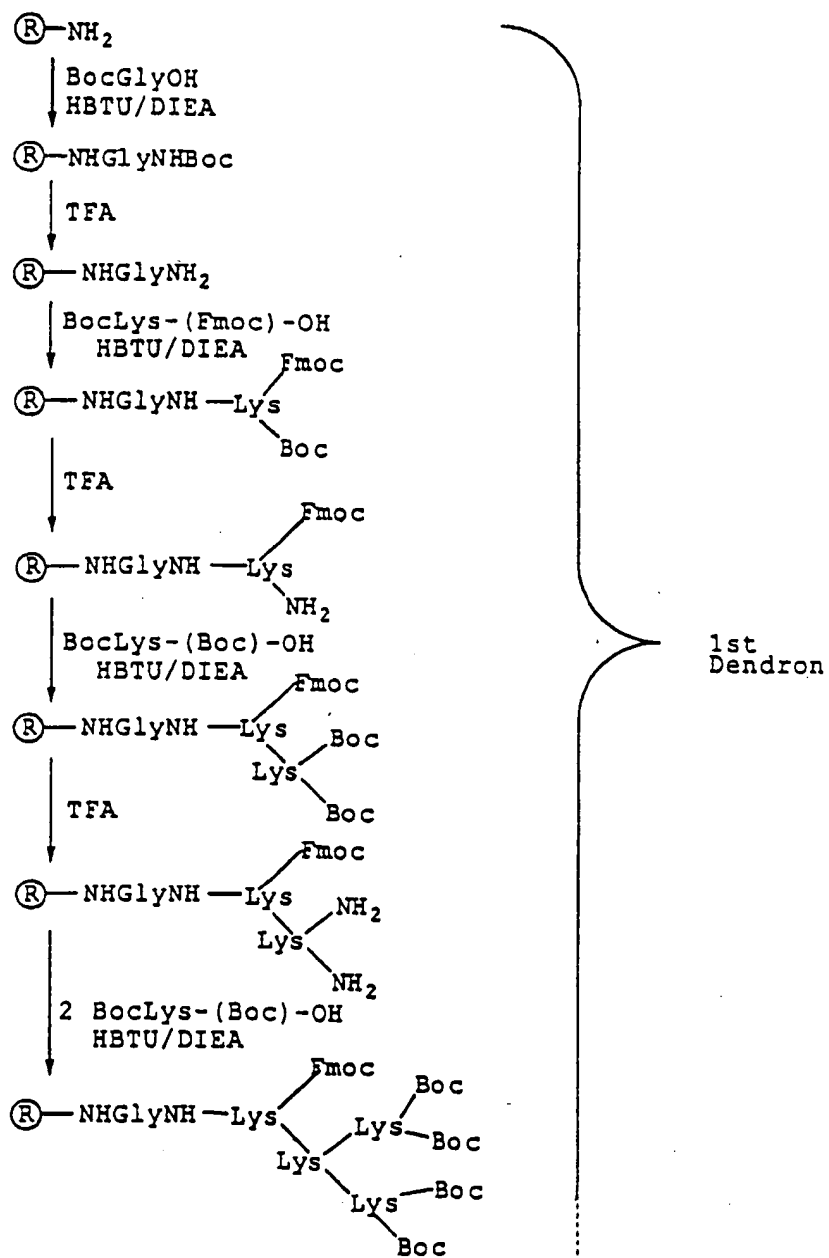 Ⓡ—NH₂
BocGlyOH
HBTU/DIEA
Ⓡ—NHGlyNHBoc
TFA
Ⓡ— NHGlyNH₂
BocLys-(Fmoc)-OH
HBTU/DIEA
Fmoc
Ⓡ— NHGlyNH —Lys
Boc
TFA
Fmoc
Ⓡ— NHGlyNH —Lys
NH₂
BocLys-(Boc)-OH
HBTU/DIEA
1st
Dendron
Fmoc
Ⓡ— NHGlyNH —Lys
Boc
Lys
Boc
TFA
Fmoc
Ⓡ— NHGlyNH —Lys
NH₂
Lys
NH₂
2 BocLys-(Boc)-OH
HBTU/DIEA
Fmoc
Boc
Ⓡ— NHGlyNH —Lys
Lys
Boc
Lys
Boc
Lys
Boc